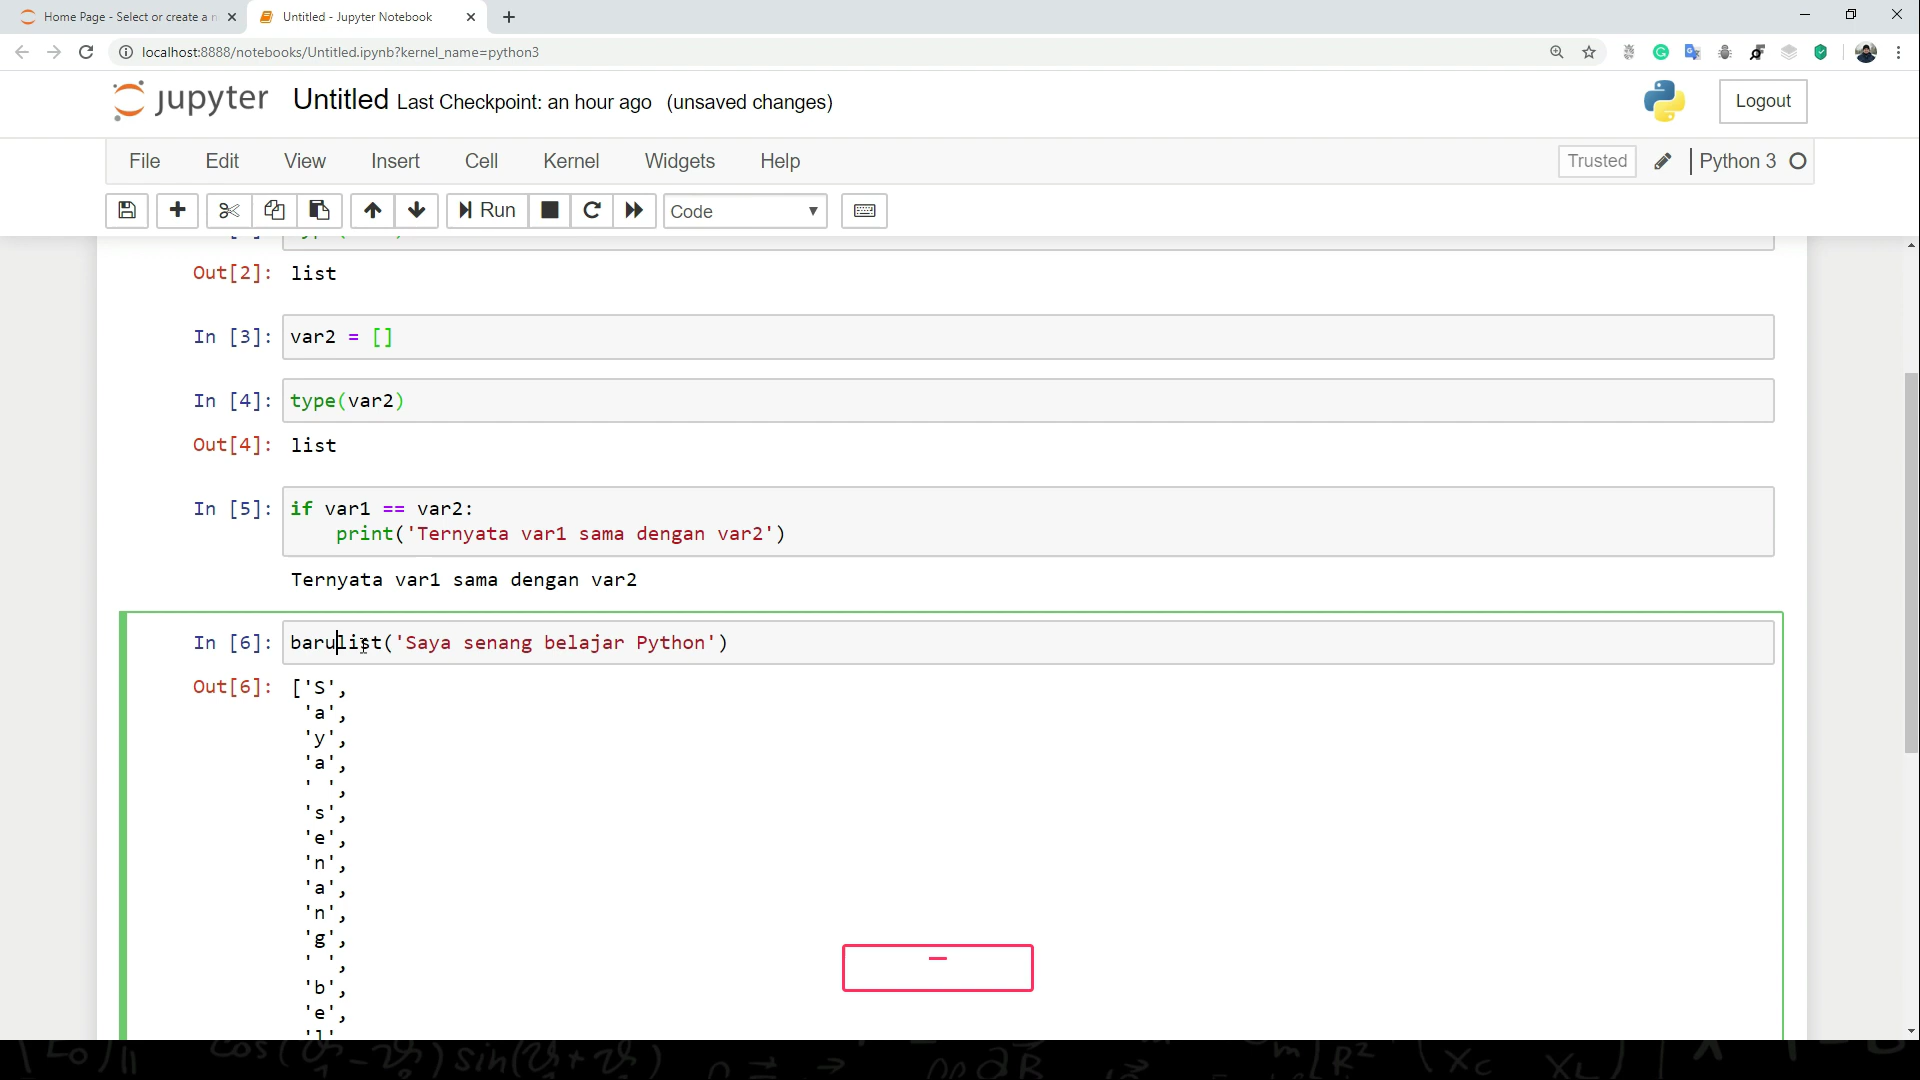 Home Page - Select or create a n
Untitled - Jupyter Notebook
localhost:8888/notebooks/Untitled.ipynb?kernel_name=python3
jupyter Untitled Last Checkpoint: an hour ago (unsaved changes)
Logout
File Edit View Insert Cell Kernel Widgets Help
Trusted Python 3
Run Code
Out[2]: list
In [3]: var2 = []
In [4]: type(var2)
Out[4]: list
In [5]: if var1 == var2:
print('Ternyata var1 sama dengan var2')
Ternyata var1 sama dengan var2
In [6]: barulist('Saya senang belajar Python')
Out[6]: ['S',
'a',
'y',
'a',
' ',
's',
'e',
'n',
'a',
'n',
'g',
' ',
'b',
'e',